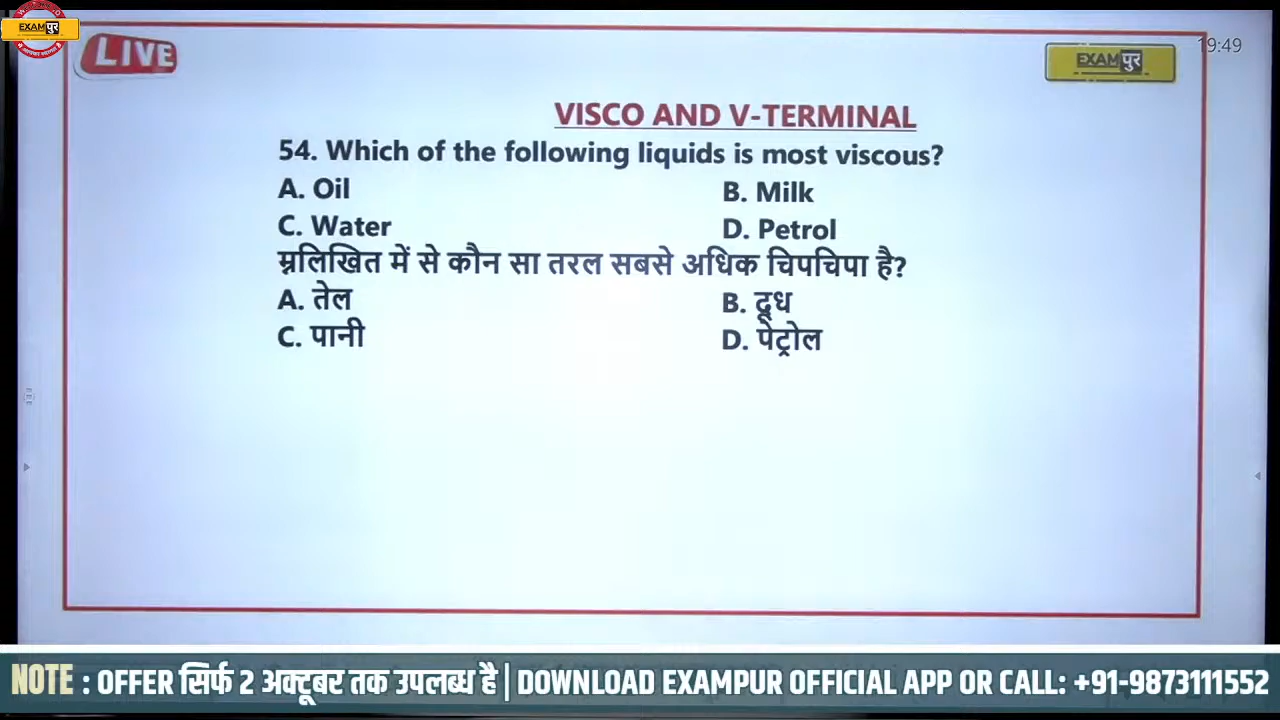 EXAMपुर
LIVE
EXAMपुर
19:49
VISCO AND V-TERMINAL
54. Which of the following liquids is most viscous?
A. Oil B. Milk
C. Water D. Petrol
म्नलिखित में से कौन सा तरल सबसे अधिक चिपचिपा है?
A. तेल B. दूध
C. पानी D. पेट्रोल
NOTE : OFFER सिर्फ 2 अक्टूबर तक उपलब्ध है | DOWNLOAD EXAMPUR OFFICIAL APP OR CALL: +91-9873111552